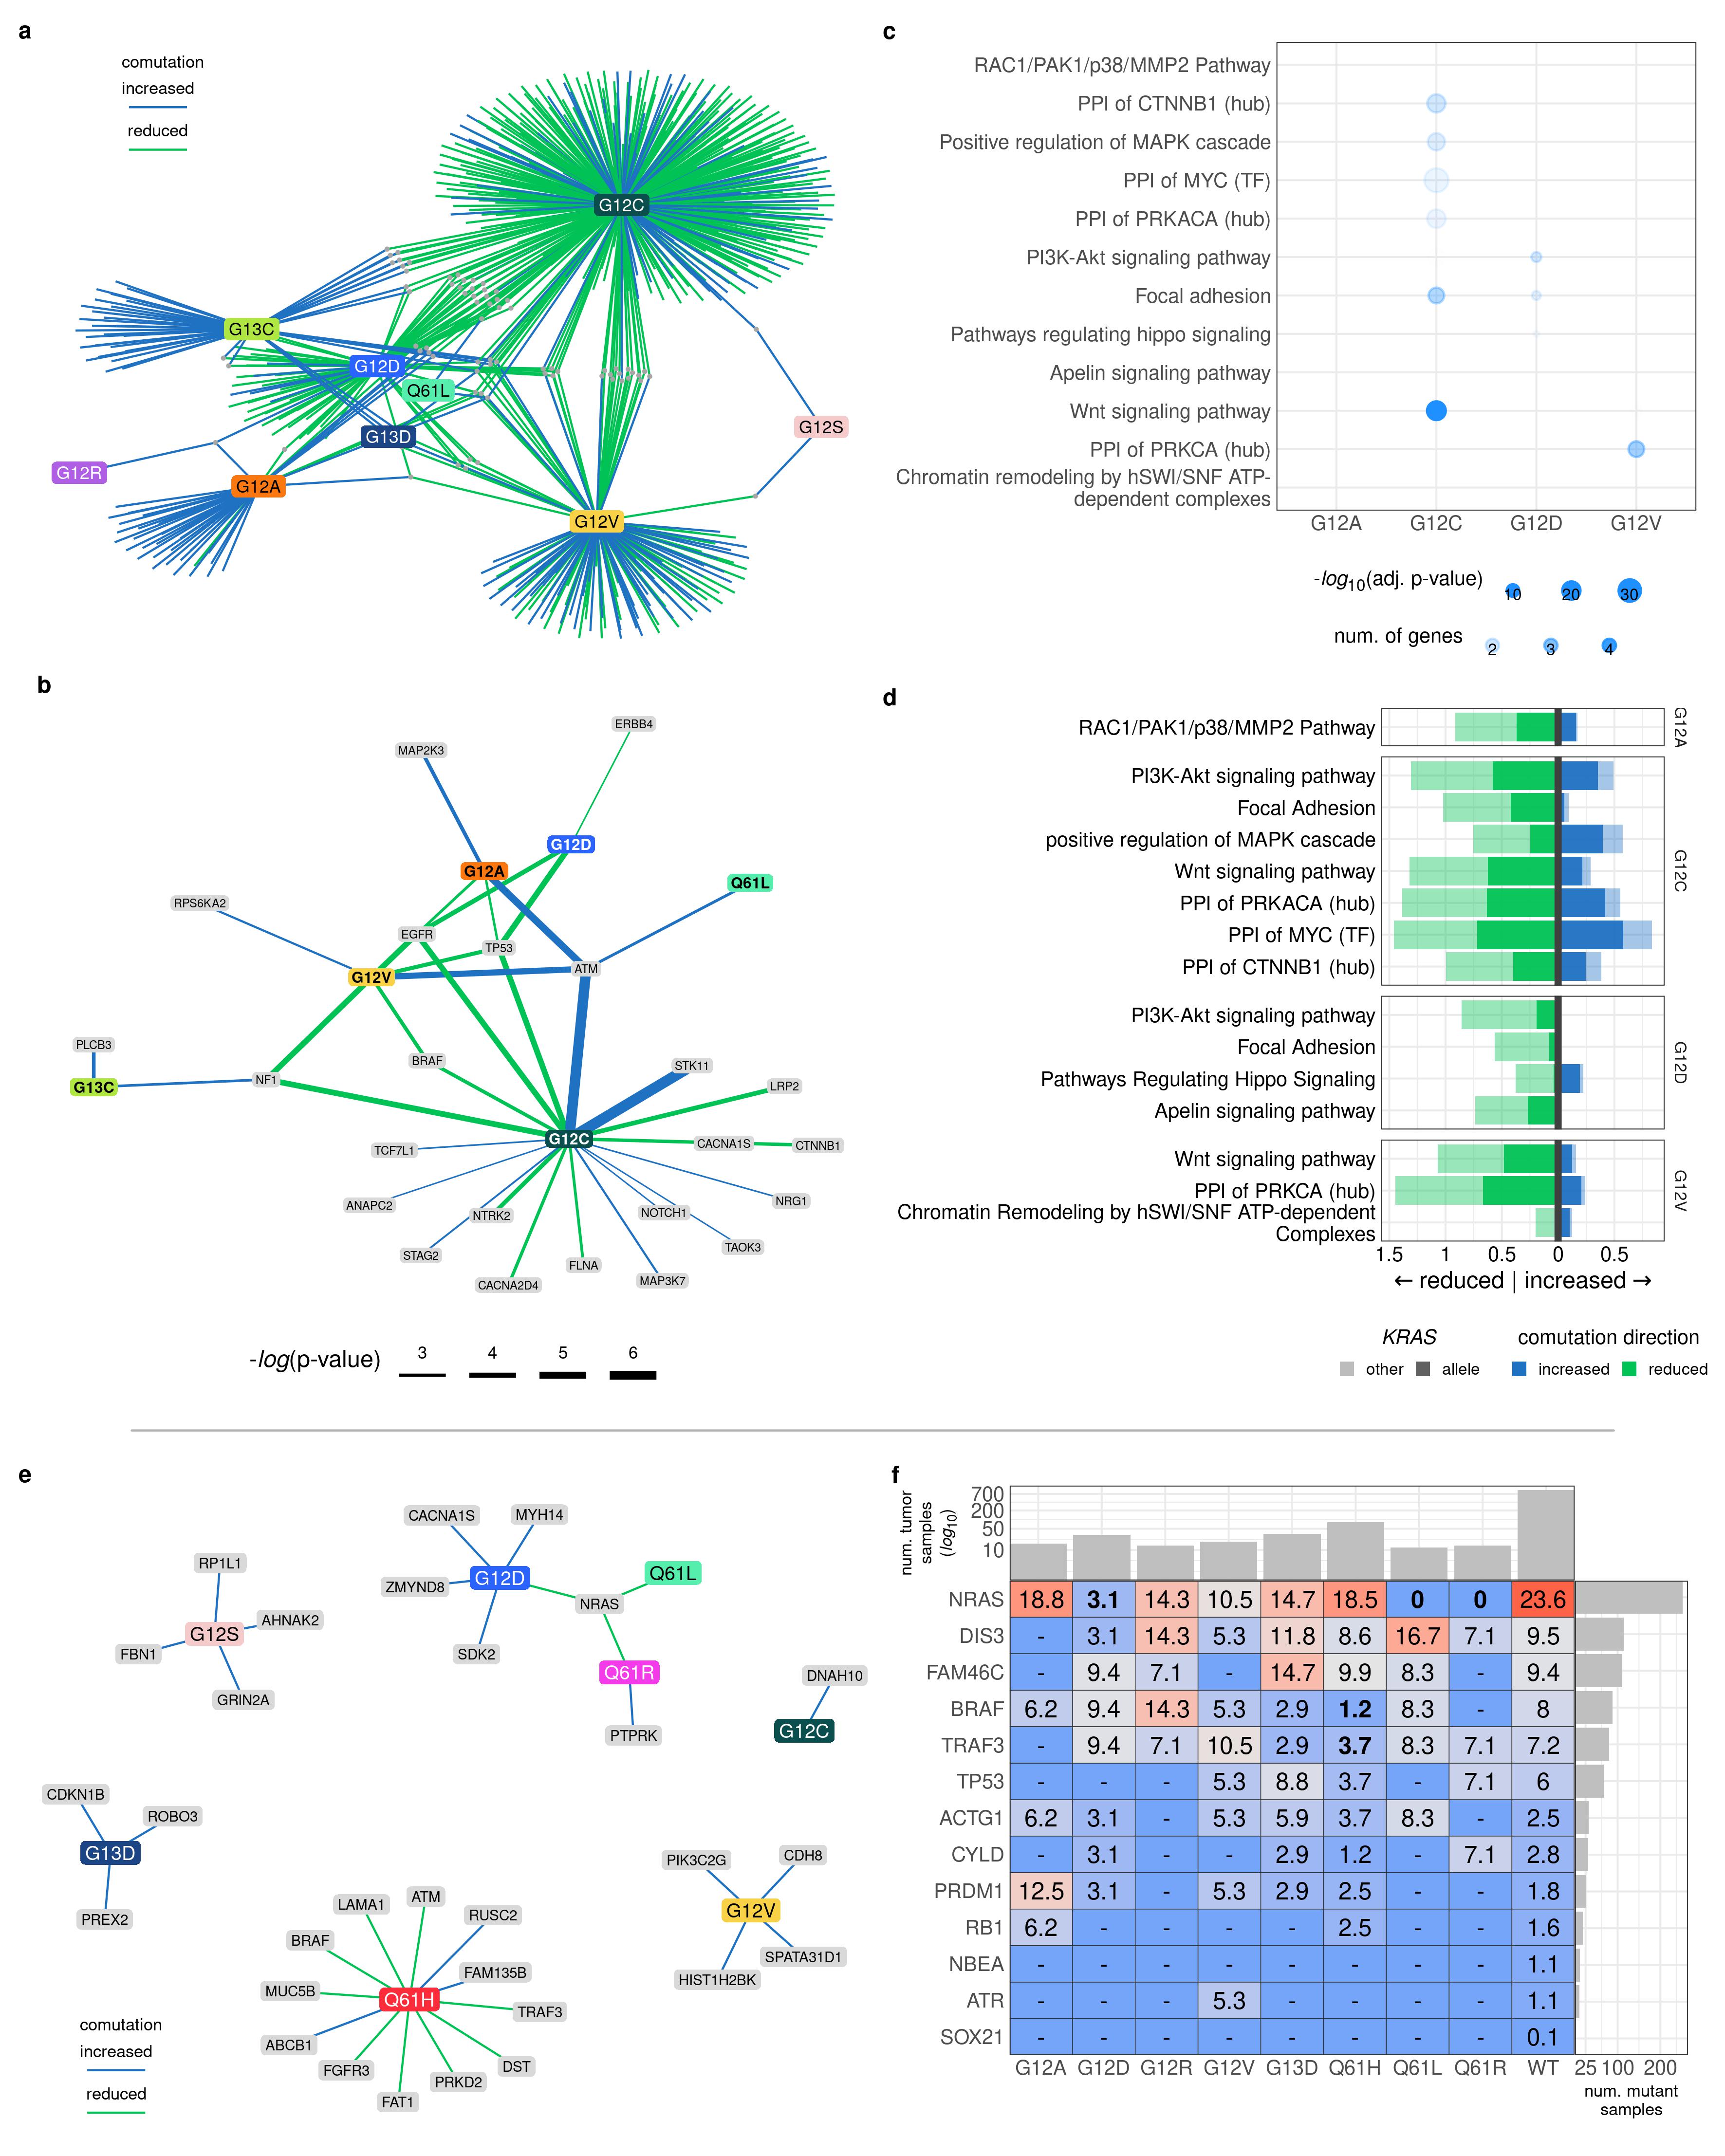 a
comutation
increased
reduced
G12C
G13C
G12D
Q61L
G13D
G12S
G12R
G12A
G12V
c
RAC1/PAK1/p38/MMP2 Pathway
PPI of CTNNB1 (hub)
Positive regulation of MAPK cascade
PPI of MYC (TF)
PPI of PRKACA (hub)
PI3K-Akt signaling pathway
Focal adhesion
Pathways regulating hippo signaling
Apelin signaling pathway
Wnt signaling pathway
PPI of PRKCA (hub)
Chromatin remodeling by hSWI/SNF ATP-
dependent complexes
G12A G12C G12D G12V
-log10(adj. p-value) 10 20 30
num. of genes 2 3 4
b
ERBB4
MAP2K3
G12D
G12A
Q61L
RPS6KA2
EGFR
TP53
ATM
G12V
PLCB3
G13C
NF1
BRAF
STK11
LRP2
G12C
TCF7L1
CACNA1S
CTNNB1
ANAPC2
NTRK2
NOTCH1
NRG1
STAG2
TAOK3
CACNA2D4
FLNA
MAP3K7
-log(p-value) 3 4 5 6
d
RAC1/PAK1/p38/MMP2 Pathway
G12A
PI3K-Akt signaling pathway
Focal Adhesion
positive regulation of MAPK cascade
Wnt signaling pathway
PPI of PRKACA (hub)
PPI of MYC (TF)
PPI of CTNNB1 (hub)
G12C
PI3K-Akt signaling pathway
Focal Adhesion
Pathways Regulating Hippo Signaling
Apelin signaling pathway
G12D
Wnt signaling pathway
PPI of PRKCA (hub)
Chromatin Remodeling by hSWI/SNF ATP-dependent
Complexes
G12V
1.5 1 0.5 0 0.5
← reduced | increased →
KRAS comutation direction
other allele increased reduced
e
CACNA1S
MYH14
RP1L1
ZMYND8
G12D
Q61L
NRAS
AHNAK2
G12S
FBN1
SDK2
Q61R
GRIN2A
DNAH10
PTPRK
G12C
CDKN1B
ROBO3
G13D
PREX2
PIK3C2G
CDH8
G12V
SPATA31D1
HIST1H2BK
LAMA1
ATM
RUSC2
BRAF
FAM135B
MUC5B
Q61H
TRAF3
ABCB1
FGFR3
DST
PRKD2
FAT1
comutation
increased
reduced
f
num. tumor
samples
(log10)
700
200
50
10
NRAS 18.8 3.1 14.3 10.5 14.7 18.5 0 0 23.6
DIS3 - 3.1 14.3 5.3 11.8 8.6 16.7 7.1 9.5
FAM46C - 9.4 7.1 - 14.7 9.9 8.3 - 9.4
BRAF 6.2 9.4 14.3 5.3 2.9 1.2 8.3 - 8
TRAF3 - 9.4 7.1 10.5 2.9 3.7 8.3 7.1 7.2
TP53 - - - 5.3 8.8 3.7 - 7.1 6
ACTG1 6.2 3.1 - 5.3 5.9 3.7 8.3 - 2.5
CYLD - 3.1 - - 2.9 1.2 - 7.1 2.8
PRDM1 12.5 3.1 - 5.3 2.9 2.5 - - 1.8
RB1 6.2 - - - - 2.5 - - 1.6
NBEA - - - - - - - - 1.1
ATR - - - 5.3 - - - - 1.1
SOX21 - - - - - - - - 0.1
G12A G12D G12R G12V G13D Q61H Q61L Q61R WT
25 100 200
num. mutant
samples